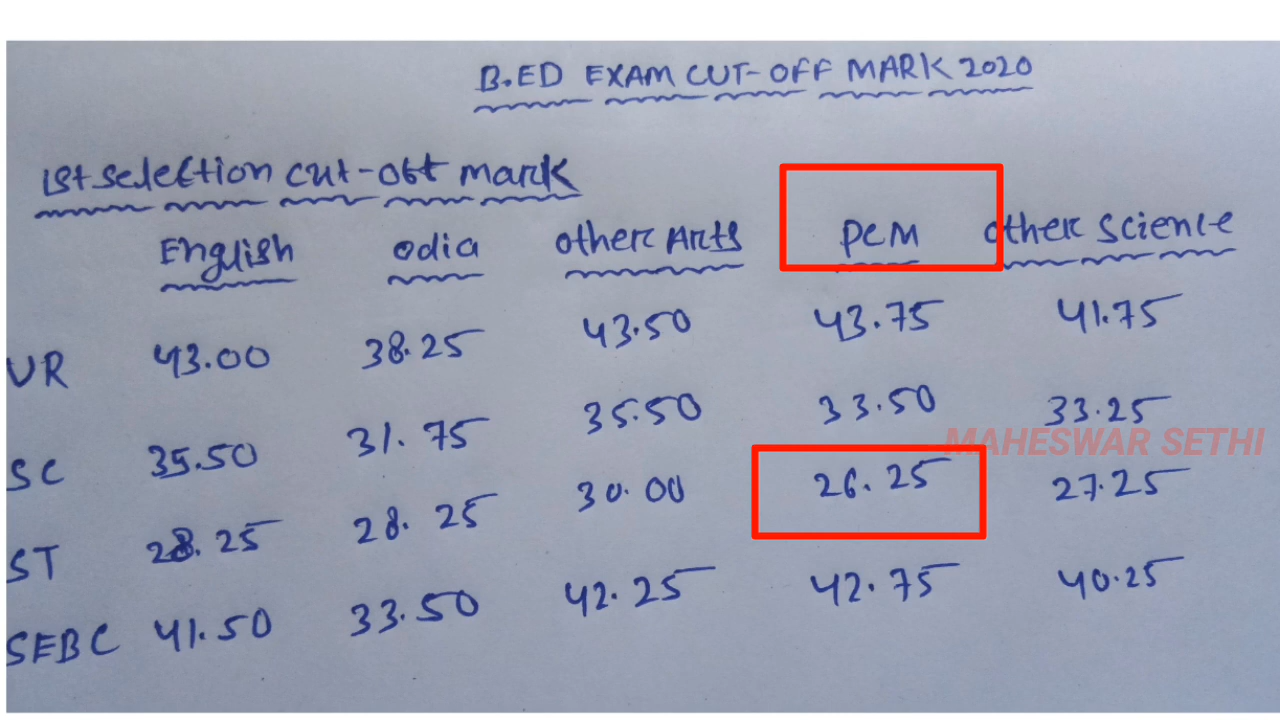 B.ED EXAM CUT-OFF MARK 2020
1st selection cut-off mark
English odia other Arts PCM other science
UR 43.00 38.25 43.50 43.75 41.75
SC 35.50 31.75 35.50 33.50 33.25
MAHESWAR SETHI
ST 28.25 28.25 30.00 26.25 27.25
SEBC 41.50 33.50 42.25 42.75 40.25